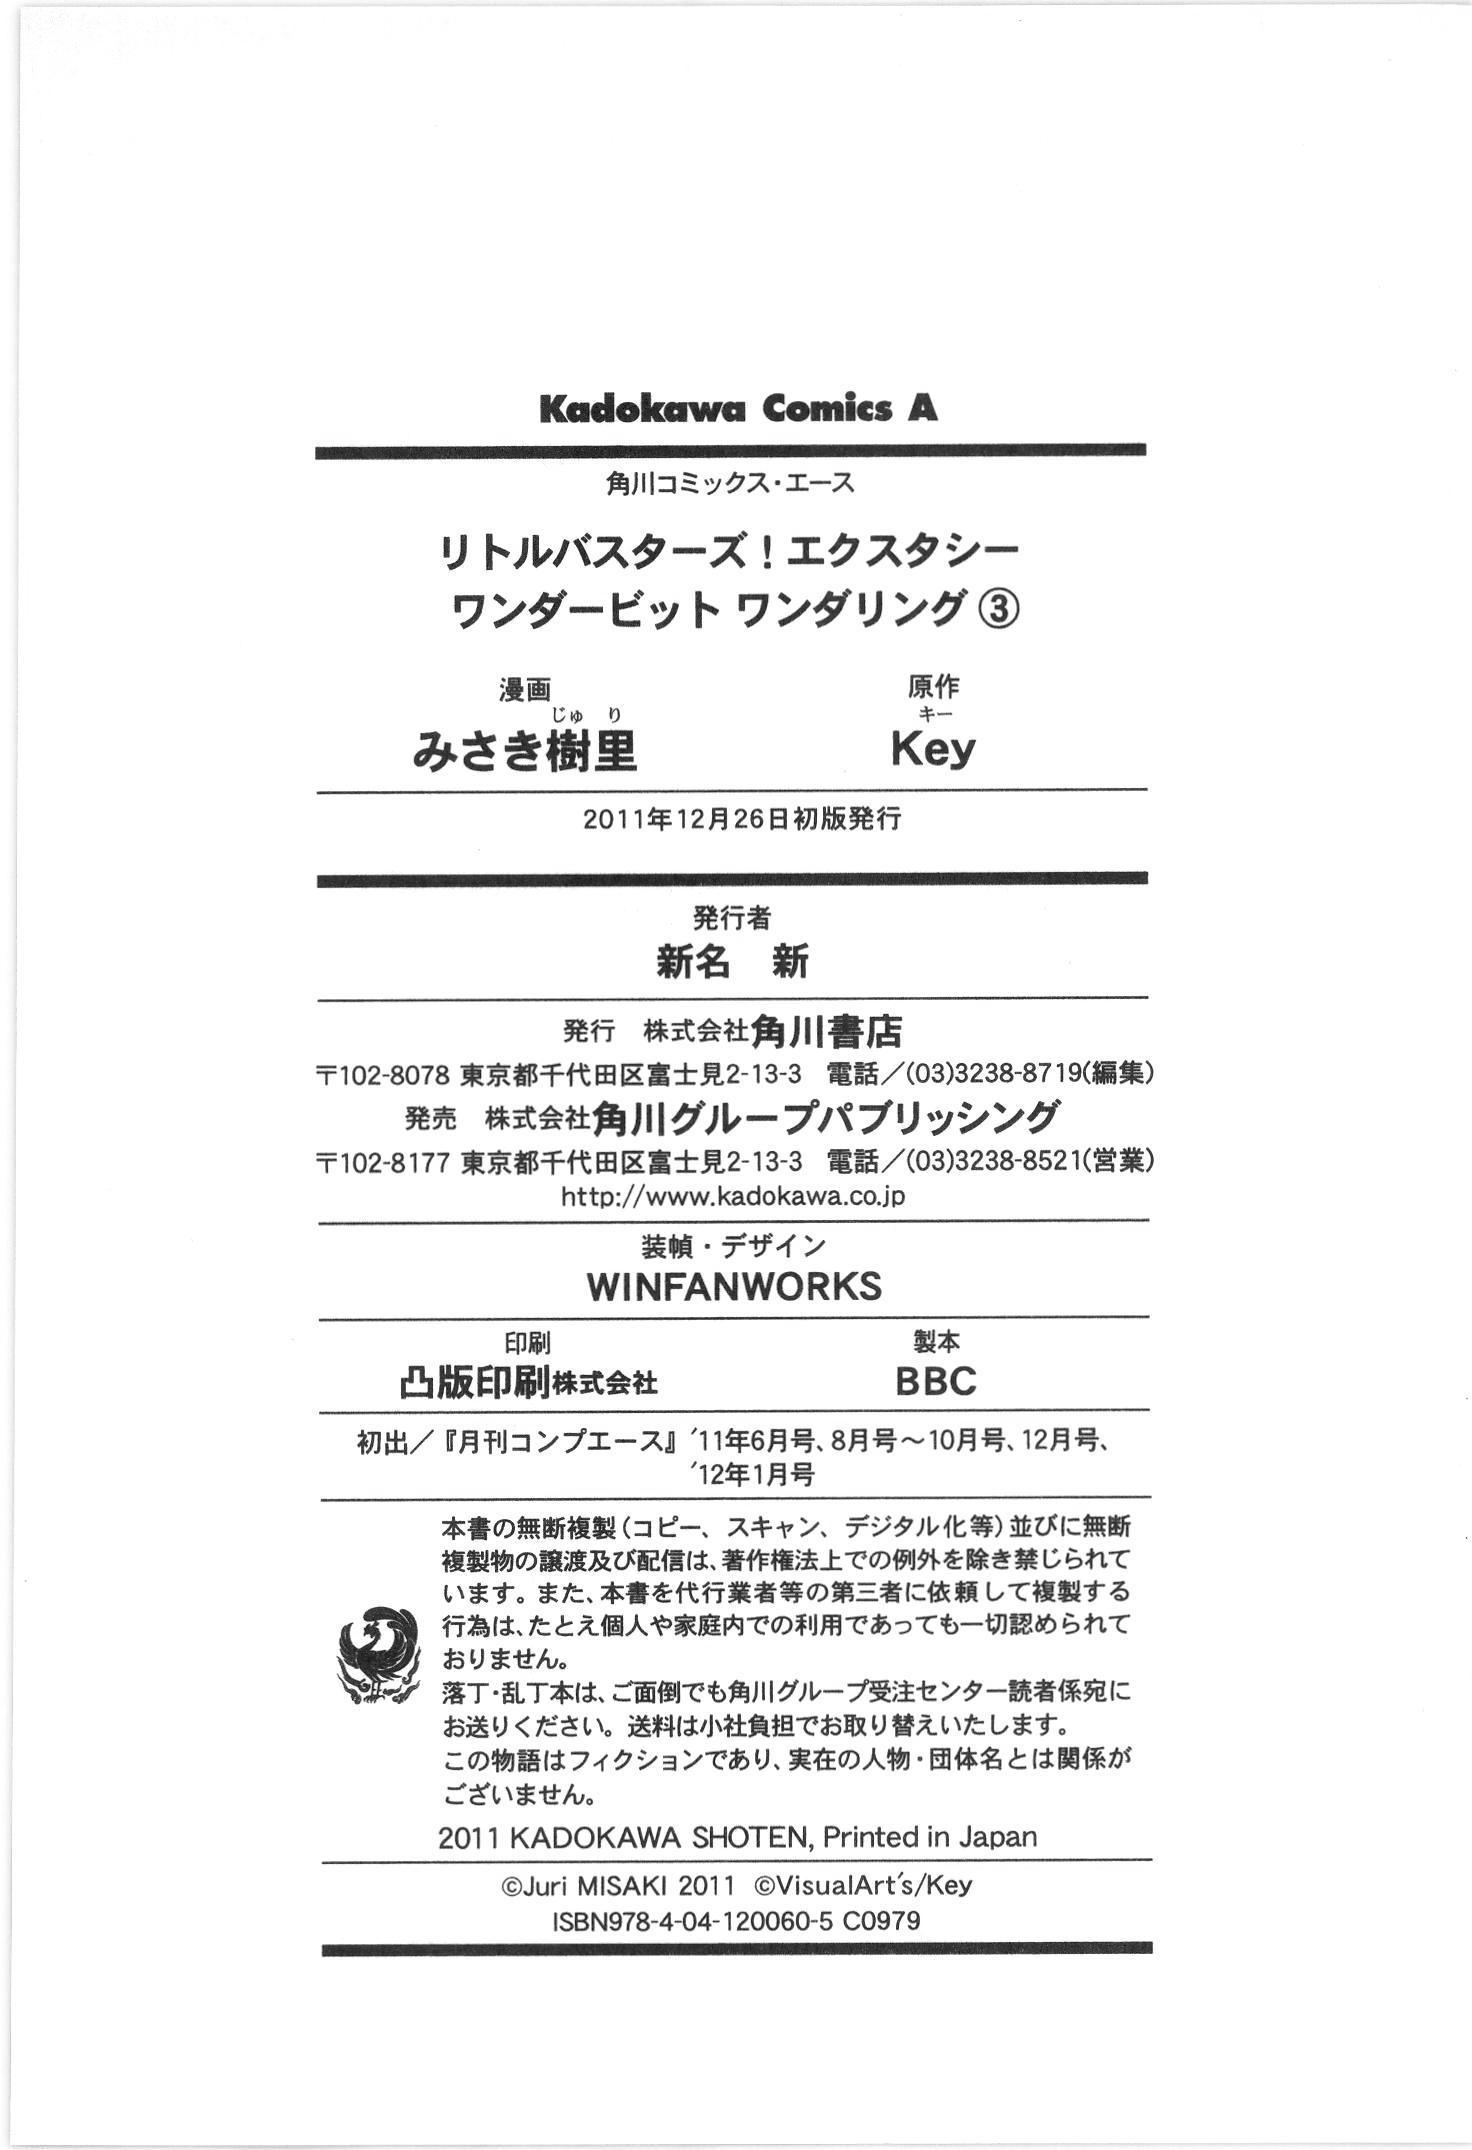 Kadokawa Comics A
角川コミックス・エース
リトルバスターズ！エクスタシー
ワンダービット ワンダリング③
漫画
じゅ り
みさき樹里
原作
キー
Key
2011年12月26日初版発行
発行者
新名　新
発行　株式会社角川書店
〒102-8078 東京都千代田区富士見2-13-3　電話／(03)3238-8719(編集)
発売　株式会社角川グループパブリッシング
〒102-8177 東京都千代田区富士見2-13-3　電話／(03)3238-8521(営業)
http://www.kadokawa.co.jp
装幀・デザイン
WINFANWORKS
印刷
凸版印刷株式会社
製本
BBC
初出／『月刊コンプエース』 '11年6月号、8月号〜10月号、12月号、
'12年1月号
本書の無断複製（コピー、スキャン、デジタル化等）並びに無断
複製物の譲渡及び配信は、著作権法上での例外を除き禁じられて
います。また、本書を代行業者等の第三者に依頼して複製する
行為は、たとえ個人や家庭内での利用であっても一切認められて
おりません。
落丁・乱丁本は、ご面倒でも角川グループ受注センター読者係宛に
お送りください。送料は小社負担でお取り替えいたします。
この物語はフィクションであり、実在の人物・団体名とは関係が
ございません。
2011 KADOKAWA SHOTEN, Printed in Japan
©Juri MISAKI 2011 ©VisualArt's/Key
ISBN978-4-04-120060-5 C0979